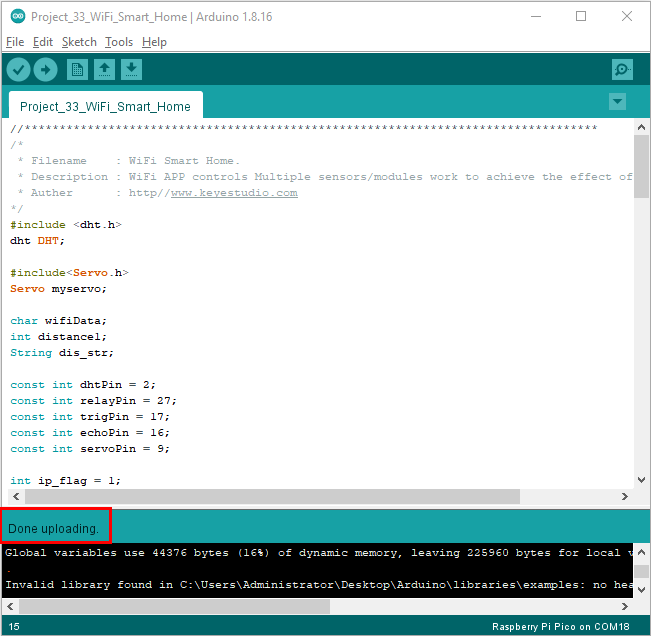 Project_33_WiFi_Smart_Home | Arduino 1.8.16
File Edit Sketch Tools Help
Project_33_WiFi_Smart_Home
//**********************************************************************************
/*
 * Filename    : WiFi Smart Home.
 * Description : WiFi APP controls Multiple sensors/modules work to achieve the effect of
 * Auther      : http//www.keyestudio.com
*/
#include <dht.h>
dht DHT;
#include<Servo.h>
Servo myservo;
char wifiData;
int distance1;
String dis_str;
const int dhtPin = 2;
const int relayPin = 27;
const int trigPin = 17;
const int echoPin = 16;
const int servoPin = 9;
int ip_flag = 1;
Done uploading.
Global variables use 44376 bytes (16%) of dynamic memory, leaving 225960 bytes for local v
.
Invalid library found in C:\Users\Administrator\Desktop\Arduino\libraries\examples: no hea
15 Raspberry Pi Pico on COM18